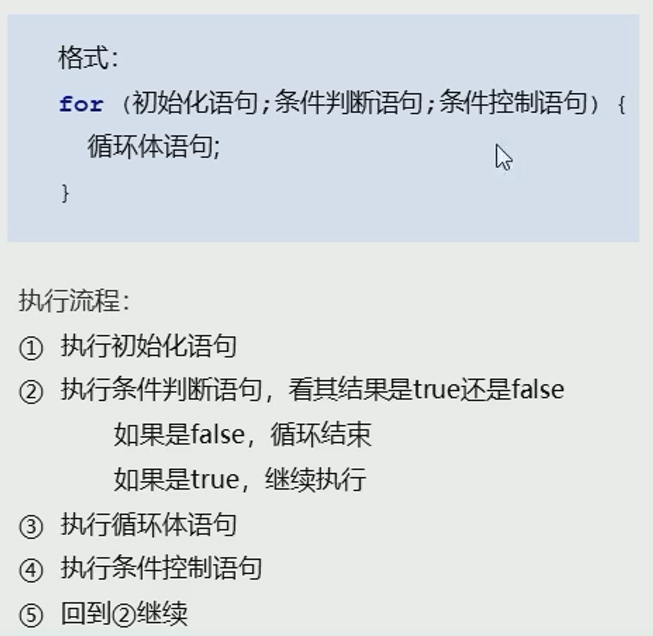 格式：
for (初始化语句;条件判断语句;条件控制语句) {
循环体语句;
}
执行流程：
① 执行初始化语句
② 执行条件判断语句，看其结果是true还是false
如果是false，循环结束
如果是true，继续执行
③ 执行循环体语句
④ 执行条件控制语句
⑤ 回到②继续